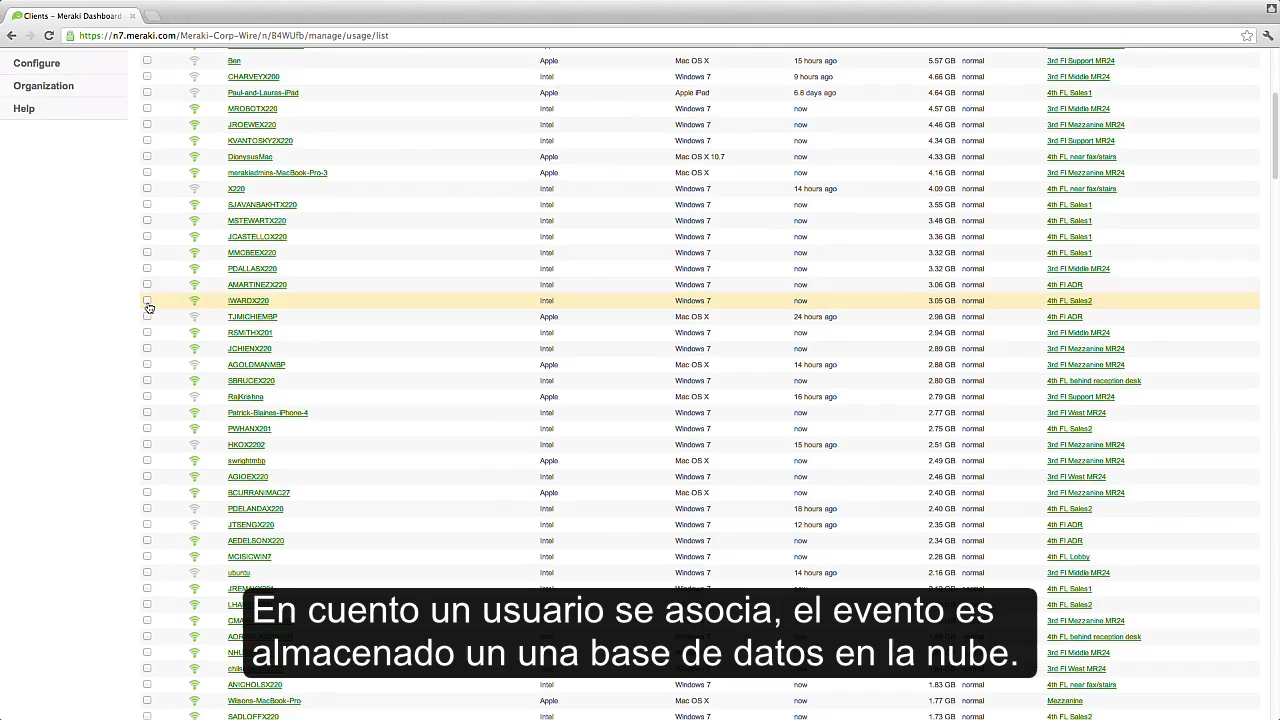 Clients - Meraki Dashboard
https://n7.meraki.com/Meraki-Corp-Wire/n/B4WUfb/manage/usage/list
Configure
Organization
Help
Ben Apple Mac OS X 15 hours ago 5.57 GB normal 3rd Fl Support MR24
CHARVEYX200 Intel Windows 7 9 hours ago 4.66 GB normal 3rd Fl Middle MR24
Paul-and-Lauras-iPad Apple Apple iPad 6.8 days ago 4.64 GB normal 4th FL Sales1
MROBOTX220 Intel Windows 7 now 4.57 GB normal 3rd Fl Middle MR24
JROEWEX220 Intel Windows 7 now 4.46 GB normal 3rd Fl Mezzanine MR24
KVANTOSKY2X220 Intel Windows 7 now 4.34 GB normal 3rd Fl Support MR24
DionysusMac Apple Mac OS X 10.7 now 4.33 GB normal 4th FL near fax/stairs
merakiadmins-MacBook-Pro-3 Apple Mac OS X now 4.16 GB normal 3rd Fl Mezzanine MR24
X220 Intel Windows 7 14 hours ago 4.09 GB normal 4th FL near fax/stairs
SJAVANBAKHTX220 Intel Windows 7 now 3.55 GB normal 4th FL Sales1
MSTEWARTX220 Intel Windows 7 now 3.48 GB normal 4th FL Sales1
JCASTELLOX220 Intel Windows 7 now 3.36 GB normal 4th FL Sales1
MMCBEEX220 Intel Windows 7 now 3.32 GB normal 4th FL Sales1
PDALLASX220 Intel Windows 7 now 3.32 GB normal 3rd Fl Middle MR24
AMARTINEZX220 Intel Windows 7 now 3.06 GB normal 4th Fl ADR
IWARDX220 Intel Windows 7 now 3.05 GB normal 4th FL Sales2
TJMICHIEMBP Apple Mac OS X 24 hours ago 2.98 GB normal 4th Fl ADR
RSMITHX201 Intel Windows 7 now 2.94 GB normal 3rd Fl Middle MR24
JCHIENX220 Intel Windows 7 now 2.89 GB normal 3rd Fl Mezzanine MR24
AGOLDMANMBP Apple Mac OS X 14 hours ago 2.88 GB normal 3rd Fl Mezzanine MR24
SBRUCEX220 Intel Windows 7 now 2.80 GB normal 4th FL behind reception desk
RajKrishna Apple Mac OS X 16 hours ago 2.79 GB normal 3rd Fl Support MR24
Patrick-Blaines-iPhone-4 Intel Windows 7 now 2.77 GB normal 3rd Fl West MR24
PWHANX201 Intel Windows 7 now 2.75 GB normal 4th FL Sales2
HKOX2202 Intel Windows 7 15 hours ago 2.51 GB normal 3rd Fl Mezzanine MR24
swrightmbp Apple Mac OS X now 2.49 GB normal 3rd Fl Mezzanine MR24
AGIOEX220 Intel Windows 7 now 2.46 GB normal 3rd Fl West MR24
BCURRANIMAC27 Apple Mac OS X now 2.40 GB normal 3rd Fl Mezzanine MR24
PDELANDAX220 Intel Windows 7 18 hours ago 2.40 GB normal 4th FL Sales2
JTSENGX220 Intel Windows 7 12 hours ago 2.35 GB normal 4th Fl ADR
AEDELSONX220 Intel Windows 7 now 2.34 GB normal 4th Fl ADR
MCISICWIN7 Intel Windows 7 now 2.28 GB normal 4th FL Lobby
ubuntu Intel Windows 7 14 hours ago 2.16 GB normal 3rd Fl Middle MR24
4th FL Sales1
4th FL Sales2
3rd Fl Mezzanine MR24
4th FL behind reception desk
3rd Fl Mezzanine MR24
3rd Fl West MR24
En cuento un usuario se asocia, el evento es
almacenado un una base de datos en la nube.
ANICHOLSX220 Intel Windows 7 now 1.83 GB normal 4th FL near fax/stairs
Wilsons-MacBook-Pro Apple Mac OS X now 1.77 GB normal Mezzanine
SADLOFFX220 Intel Windows 7 now 1.73 GB normal 4th FL Sales2